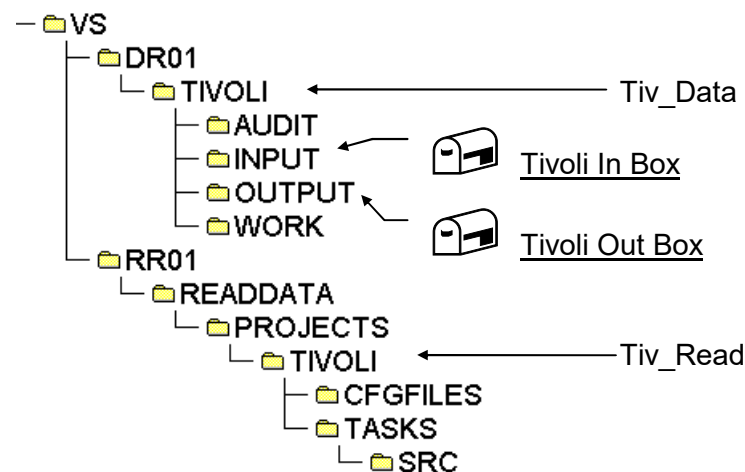 VS
DR01
TIVOLI Tiv_Data
AUDIT
INPUT Tivoli In Box
OUTPUT
WORK Tivoli Out Box
RR01
READDATA
PROJECTS
TIVOLI Tiv_Read
CFGFILES
TASKS
SRC